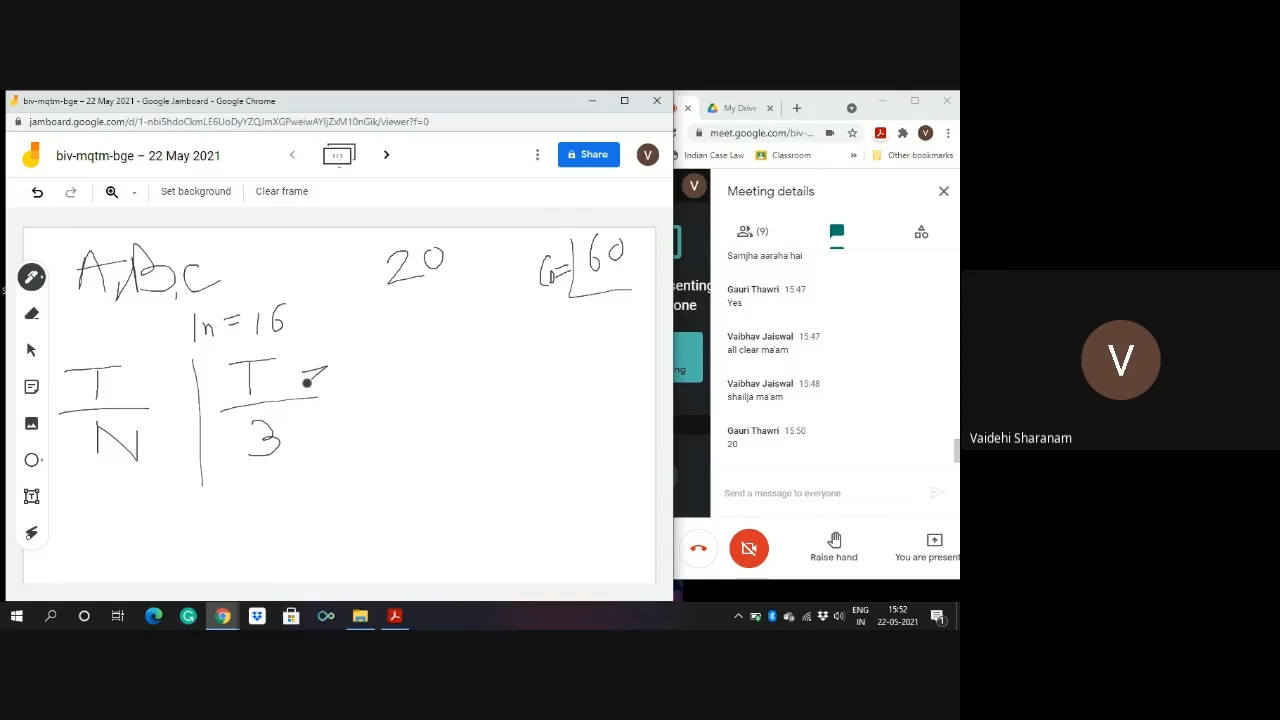 biv-mqtm-bge – 22 May 2021 - Google Jamboard - Google Chrome
jamboard.google.com/d/1-nbi5hdoCkmLE6UoDyYZQJmXGPweiwAYIjZxM10nGik/viewer?f=0
biv-mqtm-bge – 22 May 2021
1/1
Share
V
Set background
Clear frame
A, B, C
20
60
In = 16
T
N
T
3
My Drive
meet.google.com/biv-...
V
Indian Case Law
Classroom
Other bookmarks
V
Meeting details
(9)
Samjha aaraha hai
Gauri Thawri 15:47
Yes
Vaibhav Jaiswal 15:47
all clear ma'am
Vaibhav Jaiswal 15:48
shailja ma'am
Gauri Thawri 15:50
20
Send a message to everyone
Raise hand
You are present
V
Vaidehi Sharanam
ENG
IN
15:52
22-05-2021